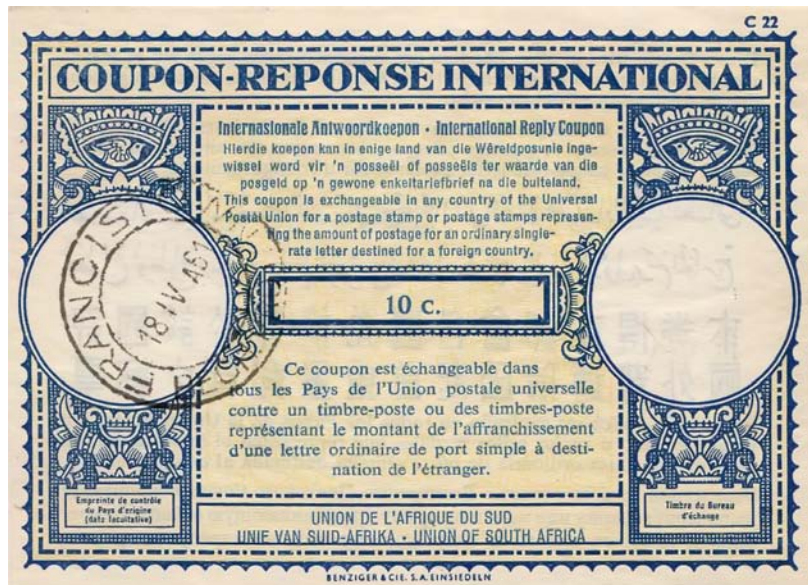 C 22
COUPON-REPONSE INTERNATIONAL
Internasionale Antwoordkoepon · International Reply Coupon
Hierdie koepon kan in enige land van die Wêreldposunie inge-
wissel word vir 'n posseël of posseëls ter waarde van die
posgeld op 'n gewone enkeltariefbrief na die buiteland.
This coupon is exchangeable in any country of the Universal
Postal Union for a postage stamp or postage stamps represen-
ting the amount of postage for an ordinary single-
rate letter destined for a foreign country.
10 c.
18 IV A61
Ce coupon est échangeable dans
tous les Pays de l'Union postale universelle
contre un timbre-poste ou des timbres-poste
représentant le montant de l'affranchissement
d'une lettre ordinaire de port simple à desti-
nation de l'étranger.
Empreinte de contrôle
du Pays d'origine
(date facultative)
Timbre du Bureau
d'échange
UNION DE L'AFRIQUE DU SUD
UNIE VAN SUID-AFRIKA · UNION OF SOUTH AFRICA
BENZIGER & CIE. S.A. EINSIEDELN